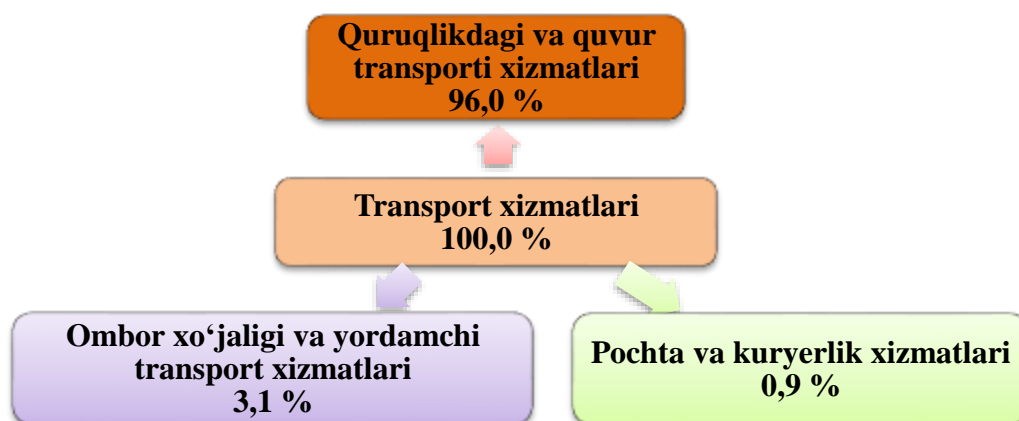 Quruqlikdagi va quvur
transporti xizmatlari
96,0 %
Transport xizmatlari
100,0 %
Ombor xo‘jaligi va yordamchi
transport xizmatlari
3,1 %
Pochta va kuryerlik xizmatlari
0,9 %